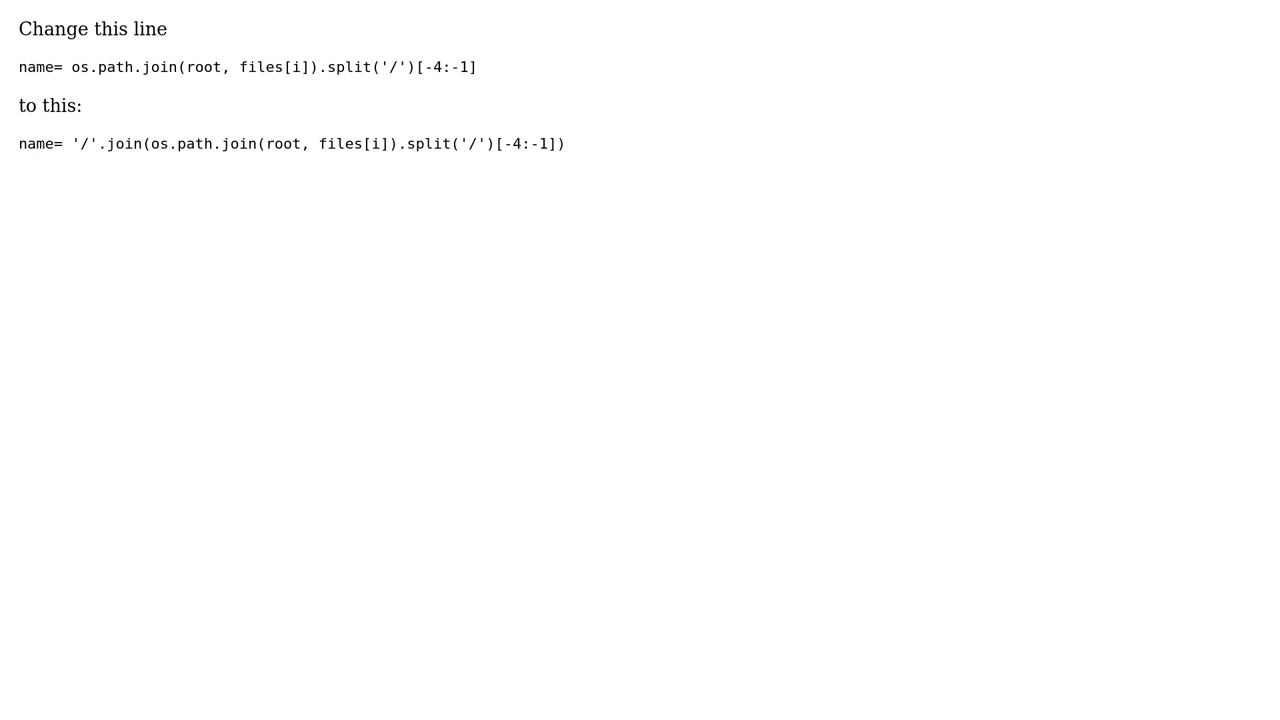 Change this line
name= os.path.join(root, files[i]).split('/')[-4:-1]
to this:
name= '/'.join(os.path.join(root, files[i]).split('/')[-4:-1])